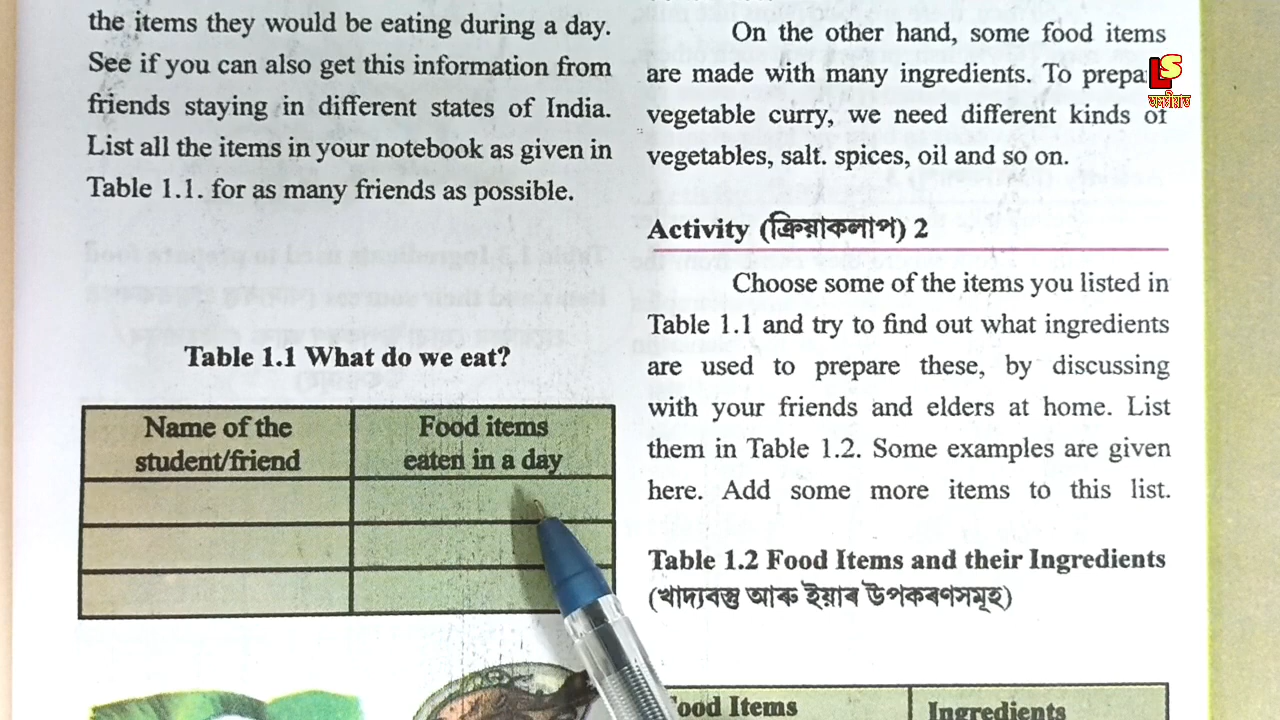 the items they would be eating during a day.
See if you can also get this information from
friends staying in different states of India.
List all the items in your notebook as given in
Table 1.1. for as many friends as possible.
Table 1.1 What do we eat?
Name of the
student/friend
Food items
eaten in a day
On the other hand, some food items
are made with many ingredients. To prepa
vegetable curry, we need different kinds of
vegetables, salt. spices, oil and so on.
Activity (ক্ৰিয়াকলাপ) 2
Choose some of the items you listed in
Table 1.1 and try to find out what ingredients
are used to prepare these, by discussing
with your friends and elders at home. List
them in Table 1.2. Some examples are given
here. Add some more items to this list.
Table 1.2 Food Items and their Ingredients
(খাদ্যবস্তু আৰু ইয়াৰ উপকৰণসমূহ)
ood Items
Ingredients
LS
অসমীয়াত